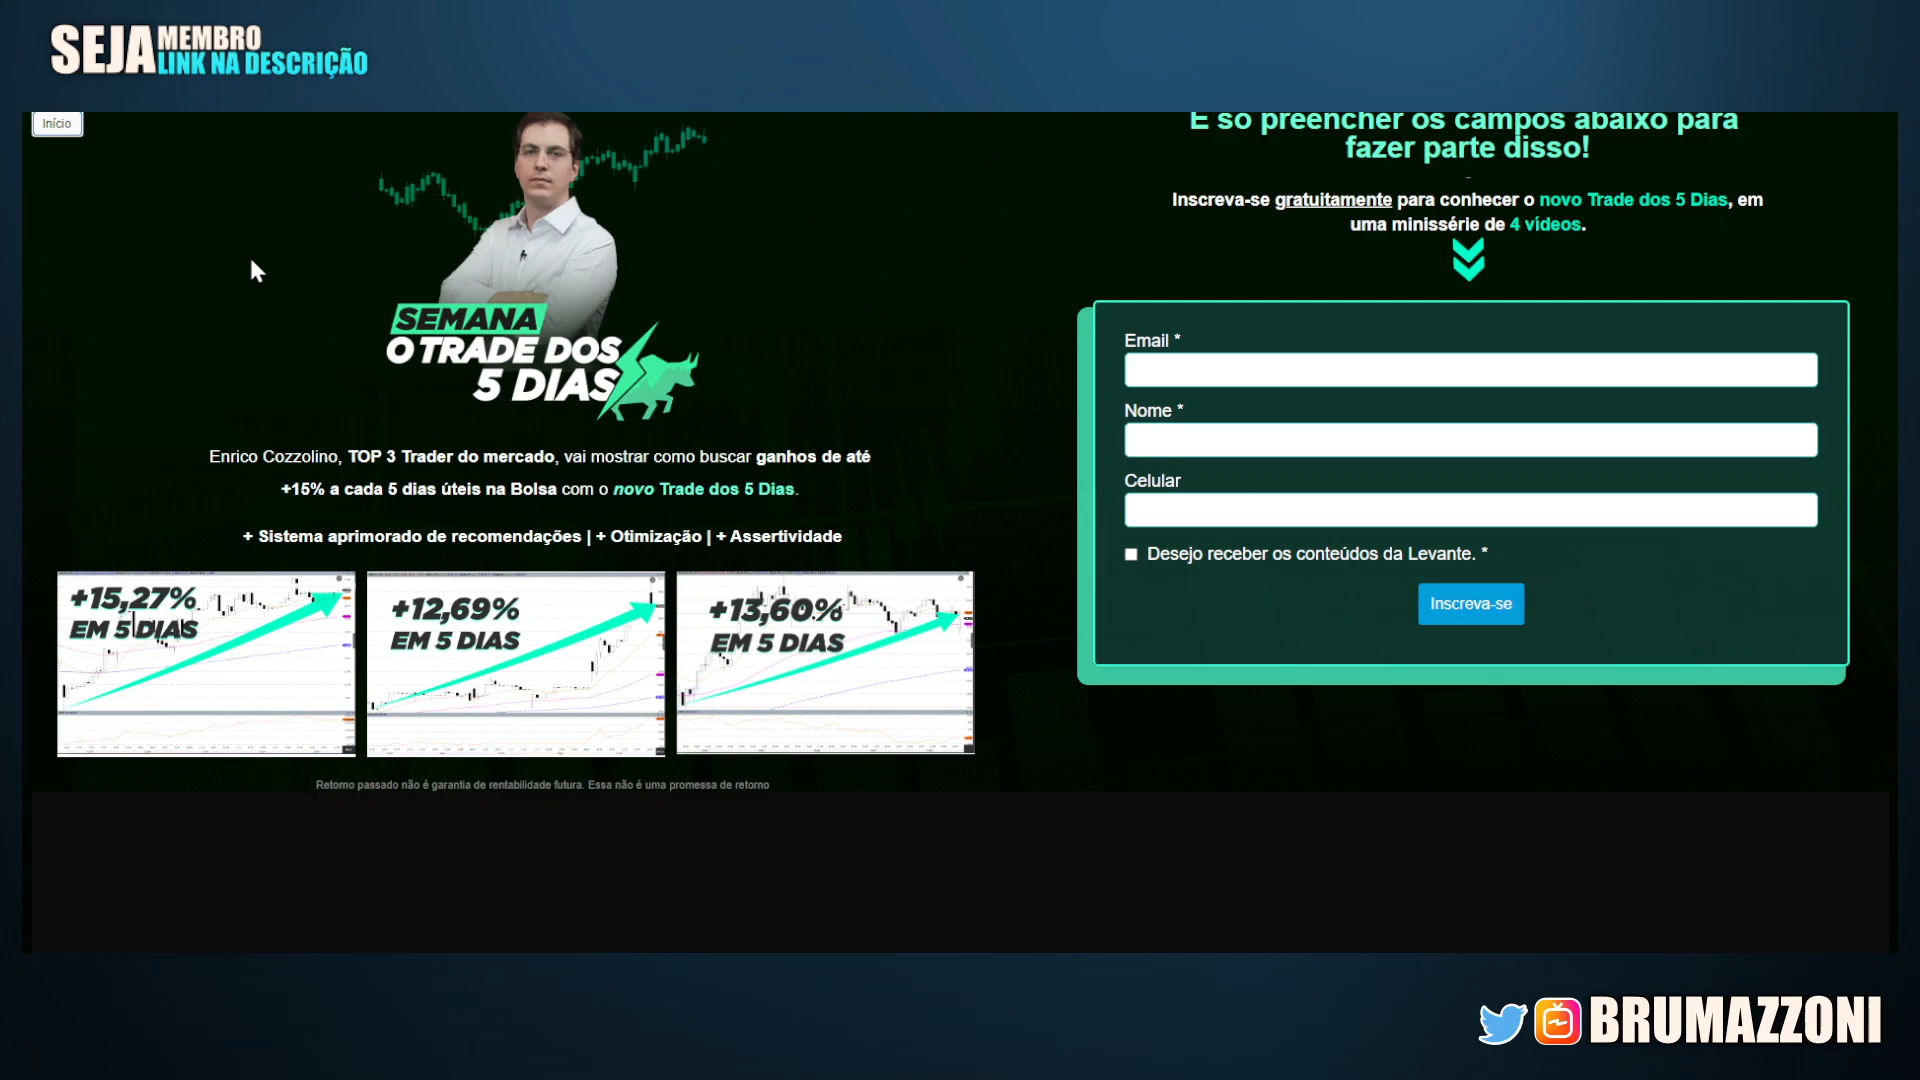 SEJA MEMBRO
LINK NA DESCRIÇÃO
Início
SEMANA
O TRADE DOS
5 DIAS
Enrico Cozzolino, TOP 3 Trader do mercado, vai mostrar como buscar ganhos de até
+15% a cada 5 dias úteis na Bolsa com o novo Trade dos 5 Dias.
+ Sistema aprimorado de recomendações | + Otimização | + Assertividade
+15,27%
EM 5 DIAS
+12,69%
EM 5 DIAS
+13,60%
EM 5 DIAS
Retorno passado não é garantia de rentabilidade futura. Essa não é uma promessa de retorno
É só preencher os campos abaixo para
fazer parte disso!
Inscreva-se gratuitamente para conhecer o novo Trade dos 5 Dias, em
uma minissérie de 4 vídeos.
Email *
Nome *
Celular
Desejo receber os conteúdos da Levante. *
Inscreva-se
BRUMAZZONI